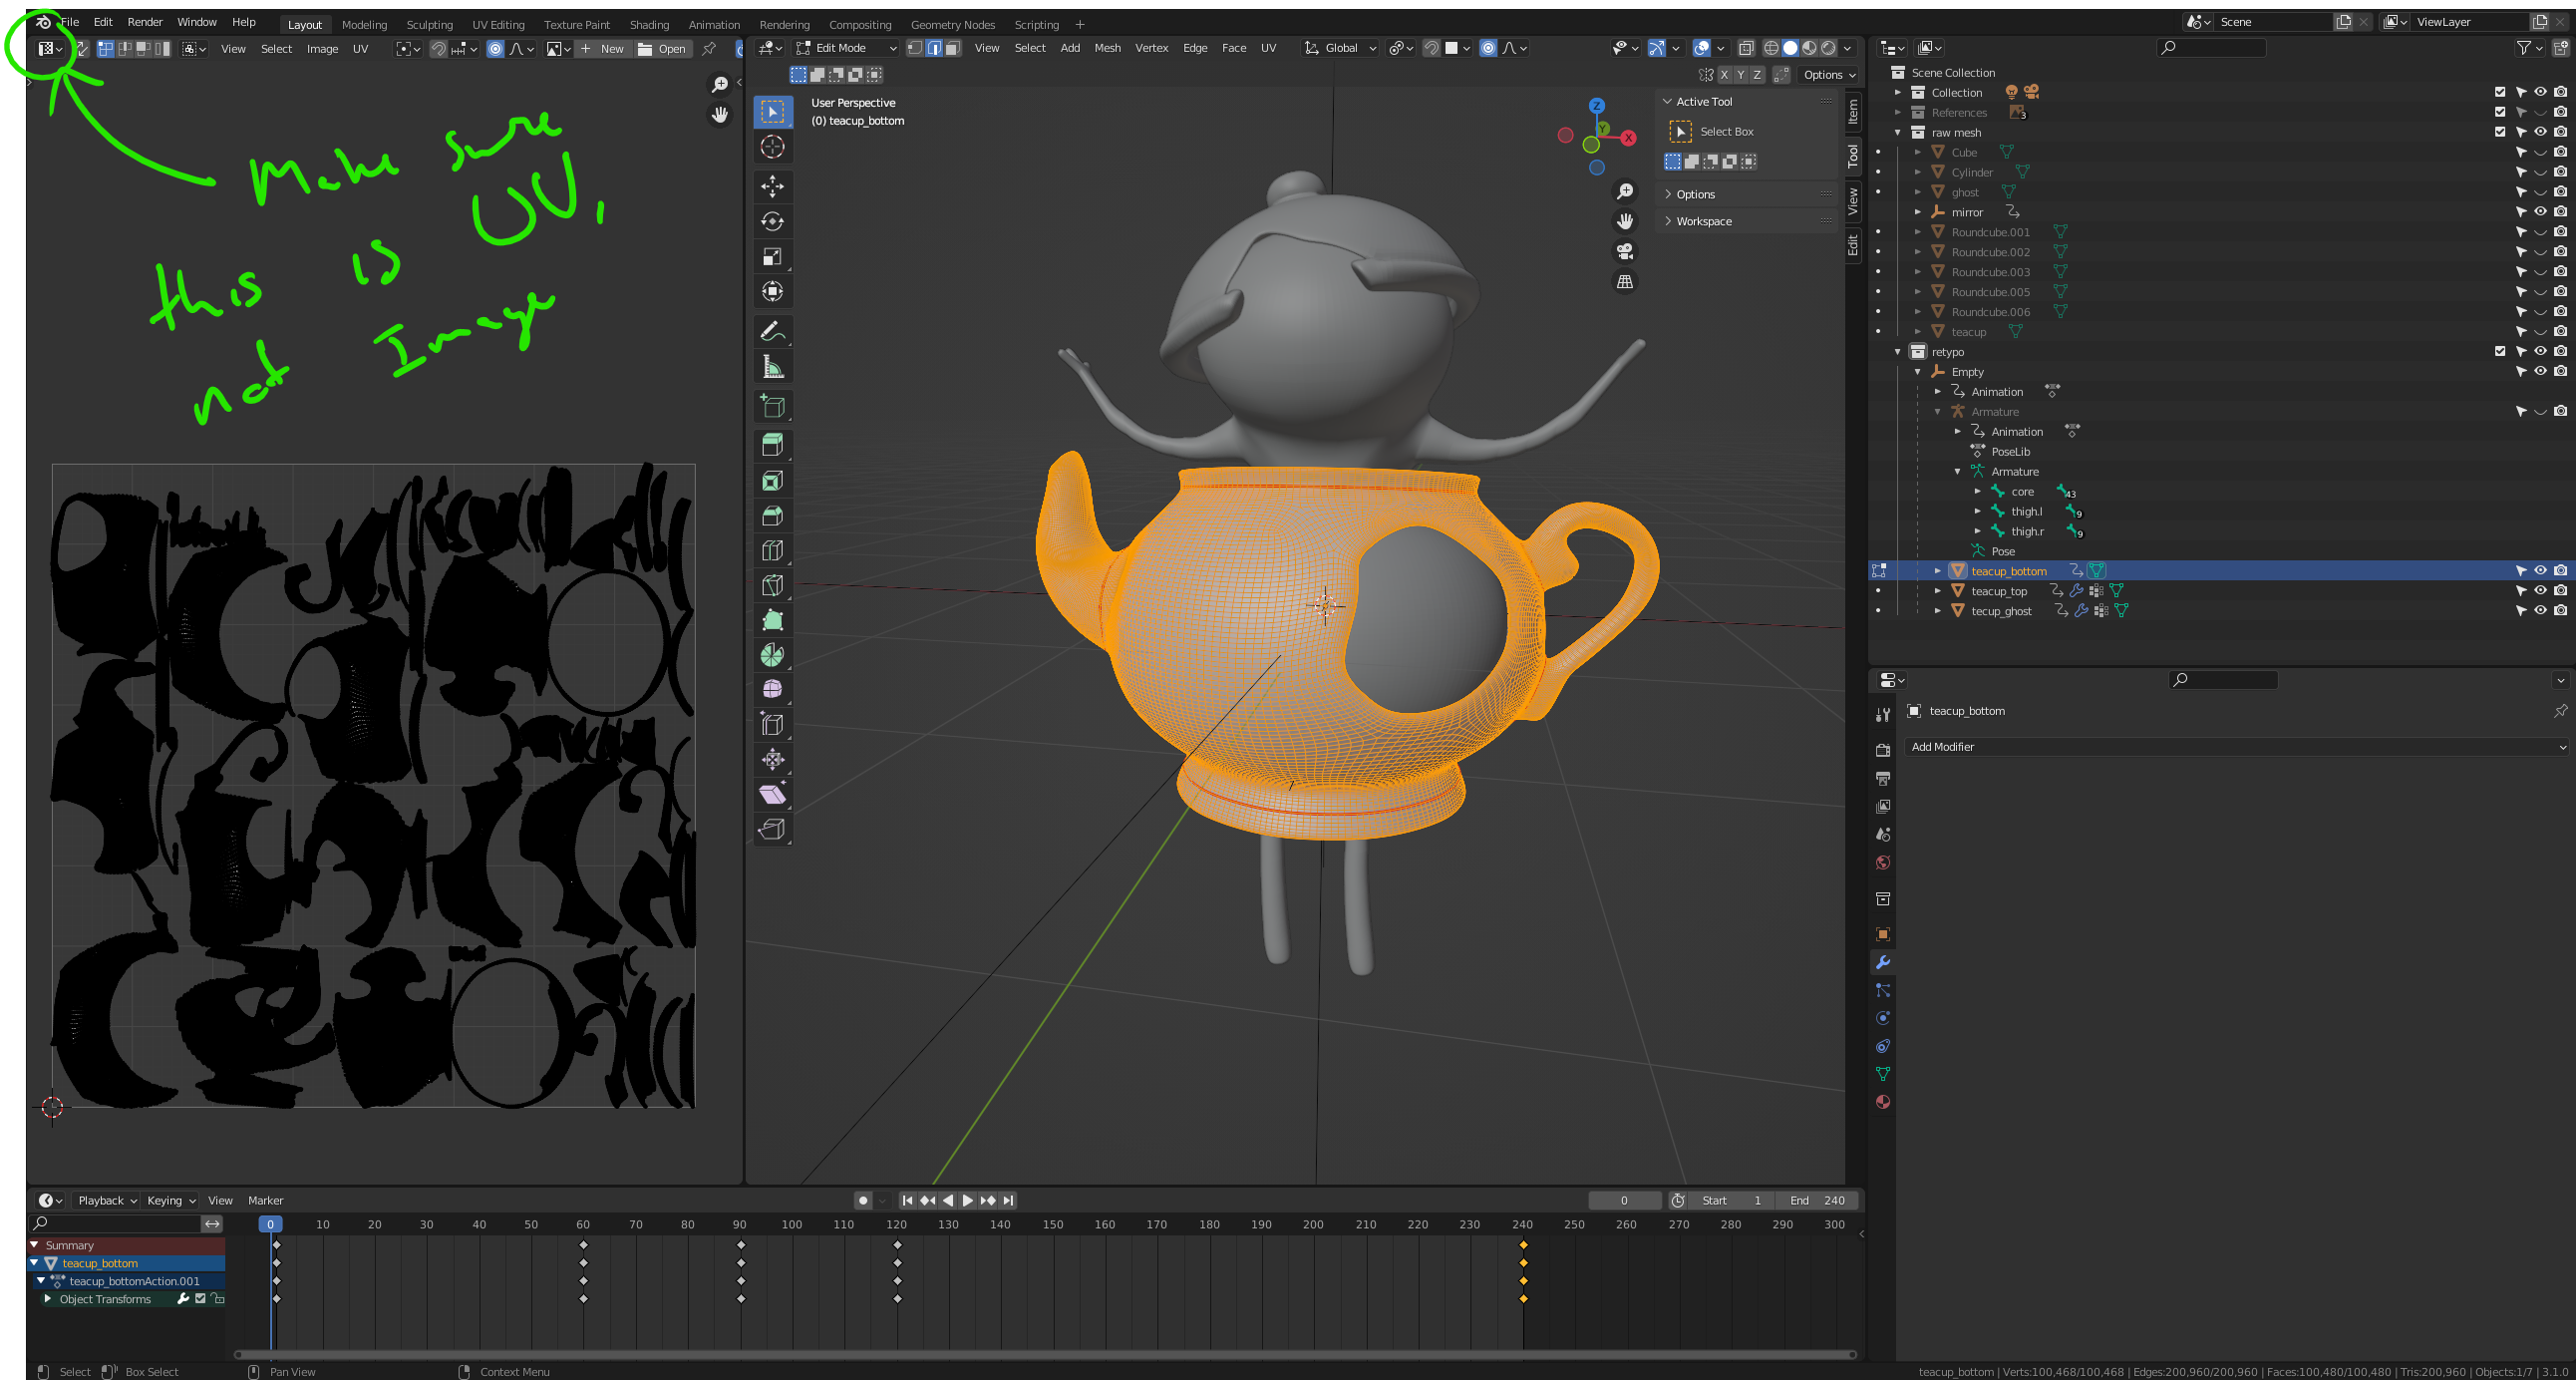 File Edit Render Window Help Layout Modeling Sculpting UV Editing Texture Paint Shading Animation Rendering Compositing Geometry Nodes Scripting + Scene ViewLayer
View Select Image UV New Open
Edit Mode View Select Add Mesh Vertex Edge Face UV Global
X Y Z Options
User Perspective
(0) teacup_bottom
Make sure
this is UV,
not Image
Z
Y
X
Active Tool
Select Box
Options
Workspace
Item
Tool
View
Edit
Scene Collection
Collection
References 3
raw mesh
Cube
Cylinder
ghost
mirror
Roundcube.001
Roundcube.002
Roundcube.003
Roundcube.005
Roundcube.006
teacup
retypo
Empty
Animation
Armature
Animation
PoseLib
Armature
core 43
thigh.l 9
thigh.r 9
Pose
teacup_bottom
teacup_top
tecup_ghost
teacup_bottom
Add Modifier
Playback Keying View Marker 0 Start 1 End 240
0 10 20 30 40 50 60 70 80 90 100 110 120 130 140 150 160 170 180 190 200 210 220 230 240 250 260 270 280 290 300
Summary
teacup_bottom
teacup_bottomAction.001
Object Transforms
Select Box Select Pan View Context Menu
teacup_bottom | Verts:100,468/100,468 | Edges:200,960/200,960 | Faces:100,480/100,480 | Tris:200,960 | Objects:1/7 | 3.1.0